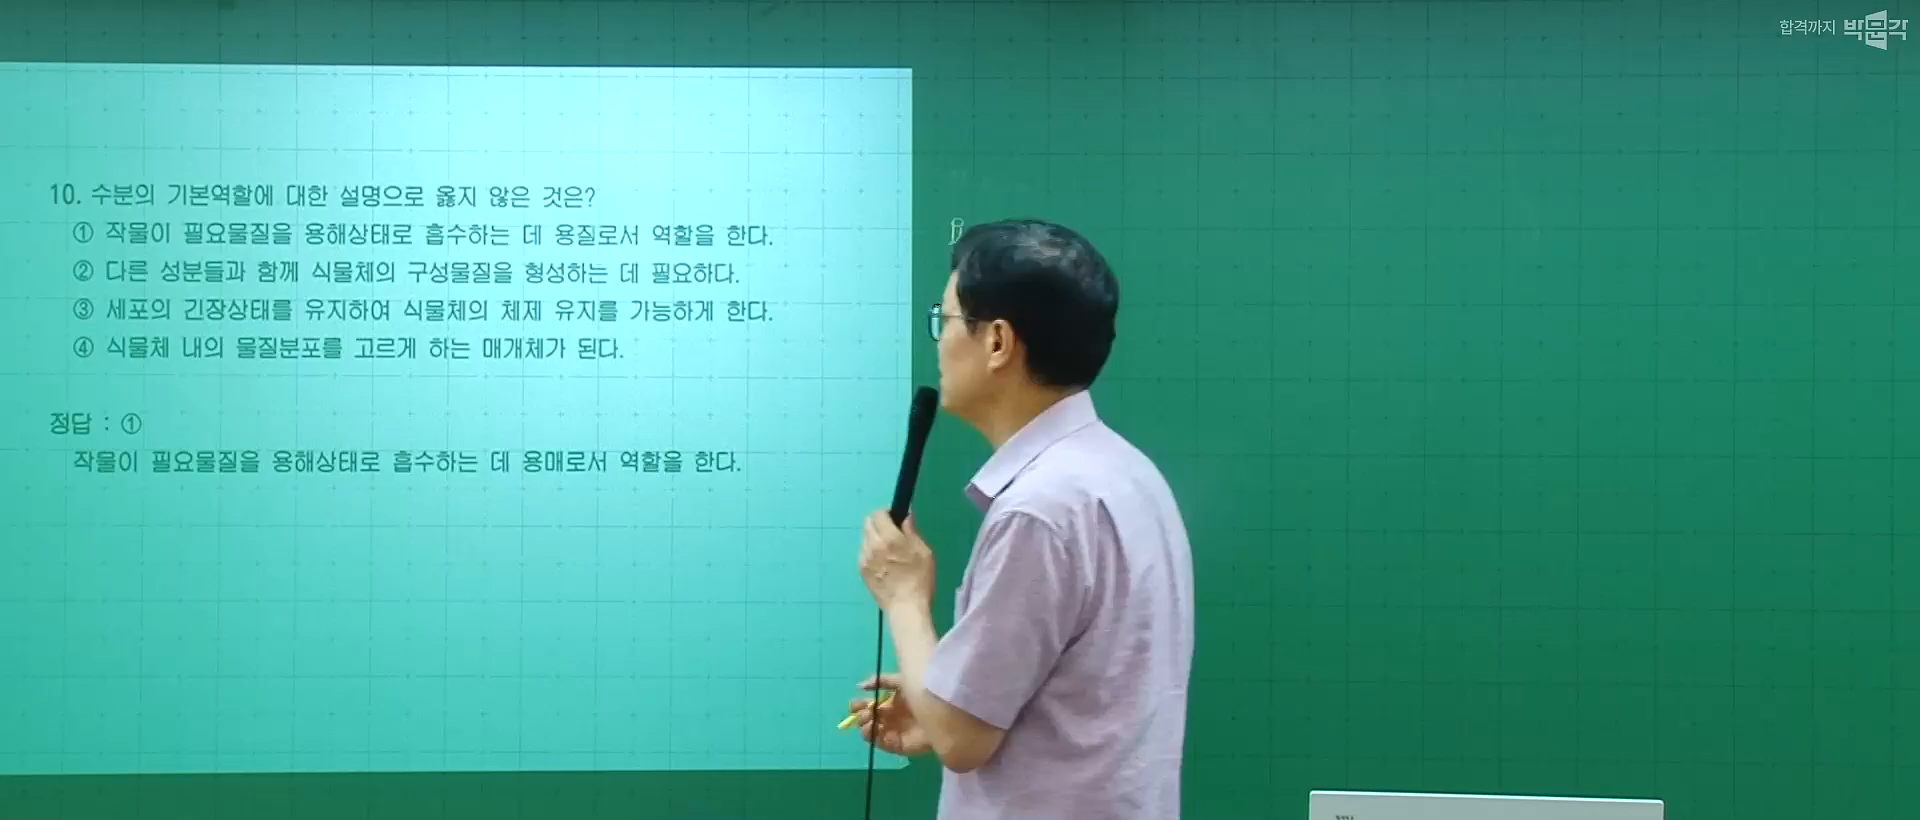 합격까지 박문각
10. 수분의 기본역할에 대한 설명으로 옳지 않은 것은?
① 작물이 필요물질을 용해상태로 흡수하는 데 용질로서 역할을 한다.
② 다른 성분들과 함께 식물체의 구성물질을 형성하는 데 필요하다.
③ 세포의 긴장상태를 유지하여 식물체의 체제 유지를 가능하게 한다.
④ 식물체 내의 물질분포를 고르게 하는 매개체가 된다.
정답 : ①
작물이 필요물질을 용해상태로 흡수하는 데 용매로서 역할을 한다.